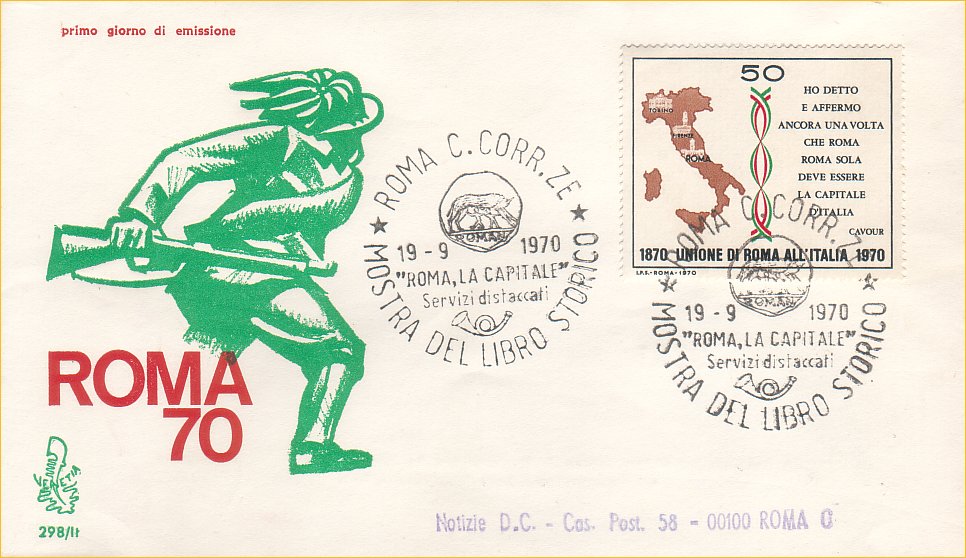 primo giorno di emissione
50
HO DETTO
E AFFERMO
ANCORA UNA VOLTA
CHE ROMA
ROMA SOLA
DEVE ESSERE
LA CAPITALE
D'ITALIA
CAVOUR
TORINO
FIRENZE
ROMA
1870 UNIONE DI ROMA ALL'ITALIA 1970
I.P.S.-ROMA-1970
ROMA C.CORR.ZE
ROMAN
19-9 1970
"ROMA, LA CAPITALE"
Servizi distaccati
MOSTRA DEL LIBRO STORICO
ROMA C.CORR.ZE
ROMAN
19-9 1970
"ROMA, LA CAPITALE"
Servizi distaccati
MOSTRA DEL LIBRO STORICO
ROMA
70
298/It
Notizie D.C - Cas. Post. 58 - 00100 ROMA C